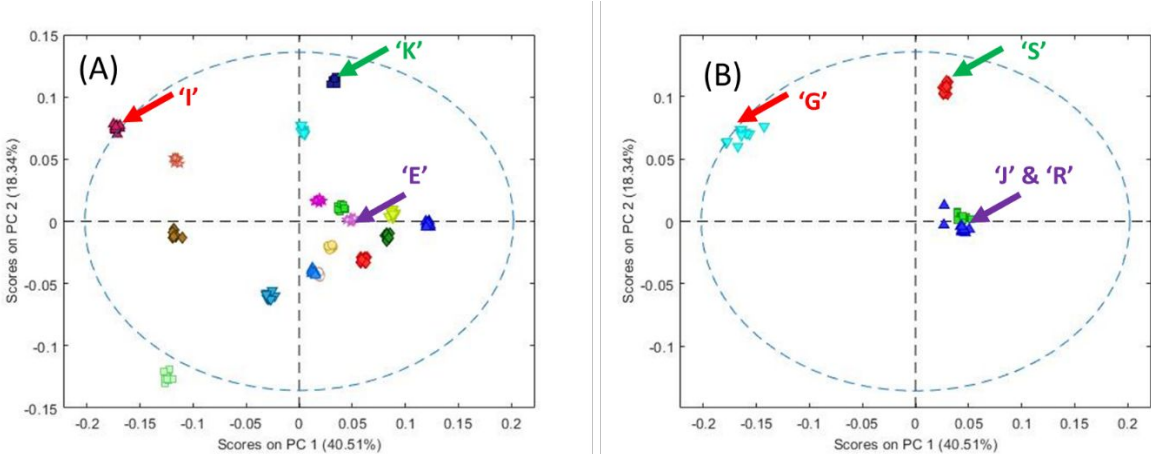 (A)
'K'
'I'
'E'
0.15
0.1
0.05
0
-0.05
-0.1
-0.15
Scores on PC 2 (18.34%)
-0.2 -0.15 -0.1 -0.05 0 0.05 0.1 0.15 0.2
Scores on PC 1 (40.51%)
(B)
'S'
'G'
'J' & 'R'
0.15
0.1
0.05
0
-0.05
-0.1
Scores on PC 2 (18.34%)
-0.2 -0.15 -0.1 -0.05 0 0.05 0.1 0.15 0.2
Scores on PC 1 (40.51%)